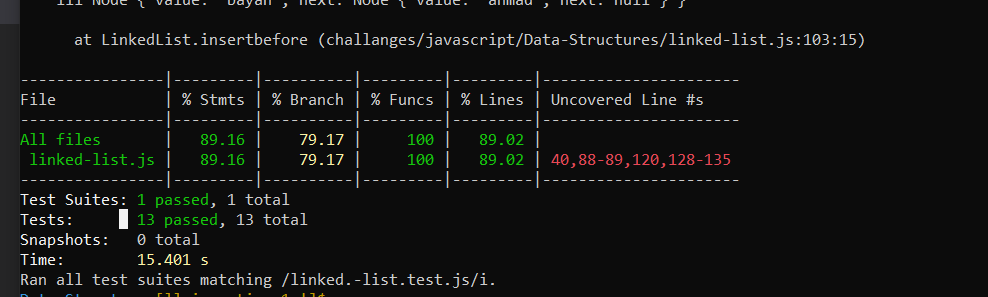 lll Node { value: 'bayan', next: Node { value: 'ahmad', next: null } }
at LinkedList.insertbefore (challanges/javascript/Data-Structures/linked-list.js:103:15)
----------------|---------|----------|---------|---------|----------------------
File            | % Stmts | % Branch | % Funcs | % Lines | Uncovered Line #s
----------------|---------|----------|---------|---------|----------------------
All files       |   89.16 |    79.17 |     100 |   89.02 |
 linked-list.js |   89.16 |    79.17 |     100 |   89.02 | 40,88-89,120,128-135
----------------|---------|----------|---------|---------|----------------------
Test Suites: 1 passed, 1 total
Tests:       13 passed, 13 total
Snapshots:   0 total
Time:        15.401 s
Ran all test suites matching /linked.-list.test.js/i.